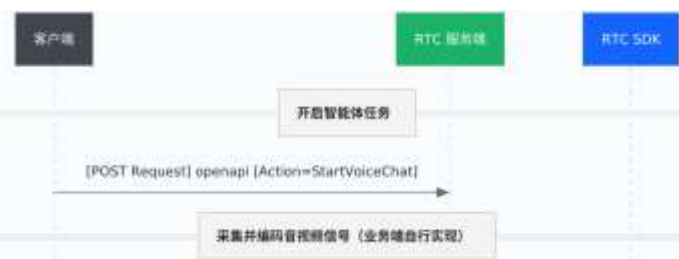 客户端
RTC 服务端
RTC SDK
开启智能体任务
[POST Request] openapi [Action=StartVoiceChat]
采集并编码音视频信号（业务端自行实现）